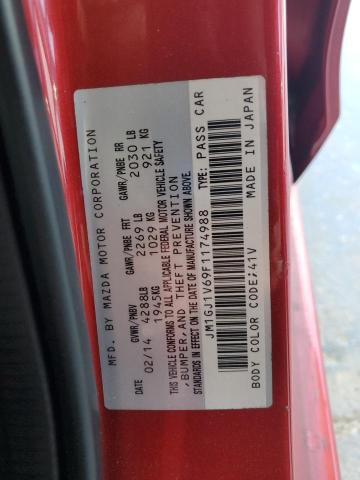 MFD. BY MAZDA MOTOR CORPORATION
GVWR/PNBV GAWR/PNBE FRT GAWR/PNBE RR
02/14 4288LB 2269 LB 2030 LB
1945KG 1029 KG 921 KG
THIS VEHICLE CONFORMS TO ALL APPLICABLE FEDERAL MOTOR VEHICLE SAFETY
,BUMPER,AND THEFT PREVENTION
STANDARDS IN EFFECT ON THE DATE OF MANUFACTURE SHOWN ABOVE.
JM1GJ1V69F1174988 TYPE: PASS CAR
BODY COLOR CODE:41V MADE IN JAPAN